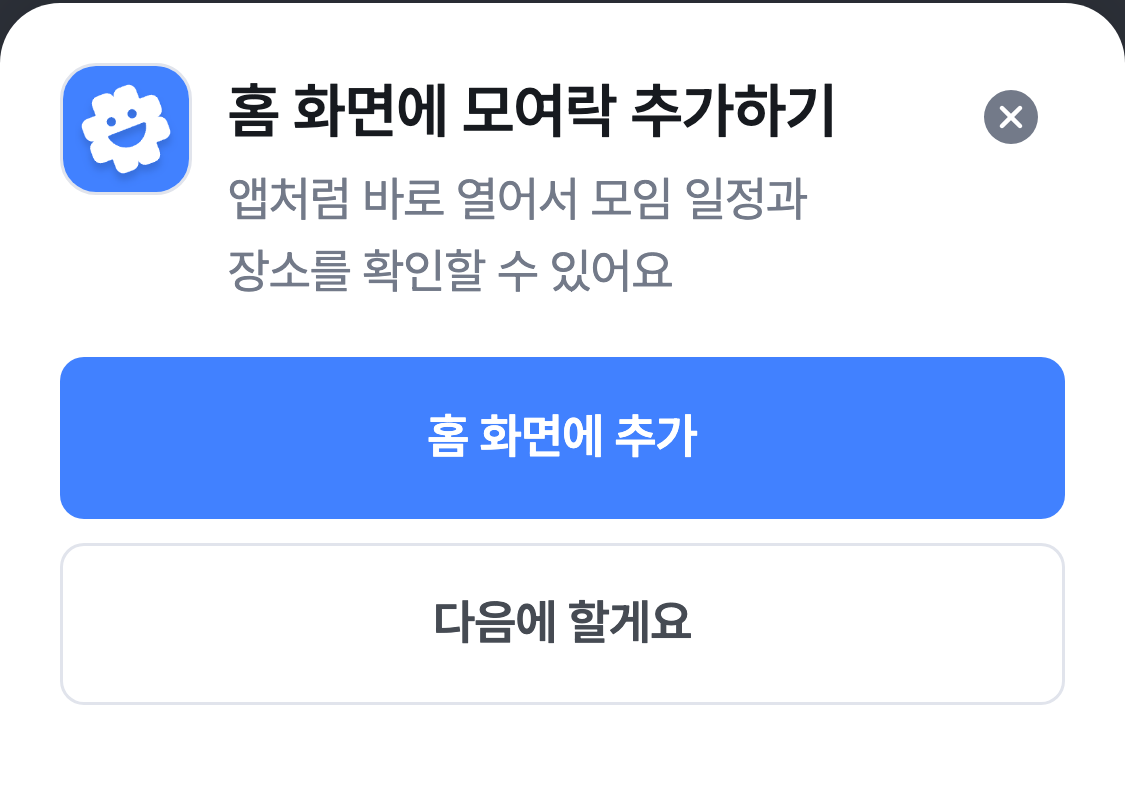 홈 화면에 모여락 추가하기
앱처럼 바로 열어서 모임 일정과
장소를 확인할 수 있어요
홈 화면에 추가
다음에 할게요